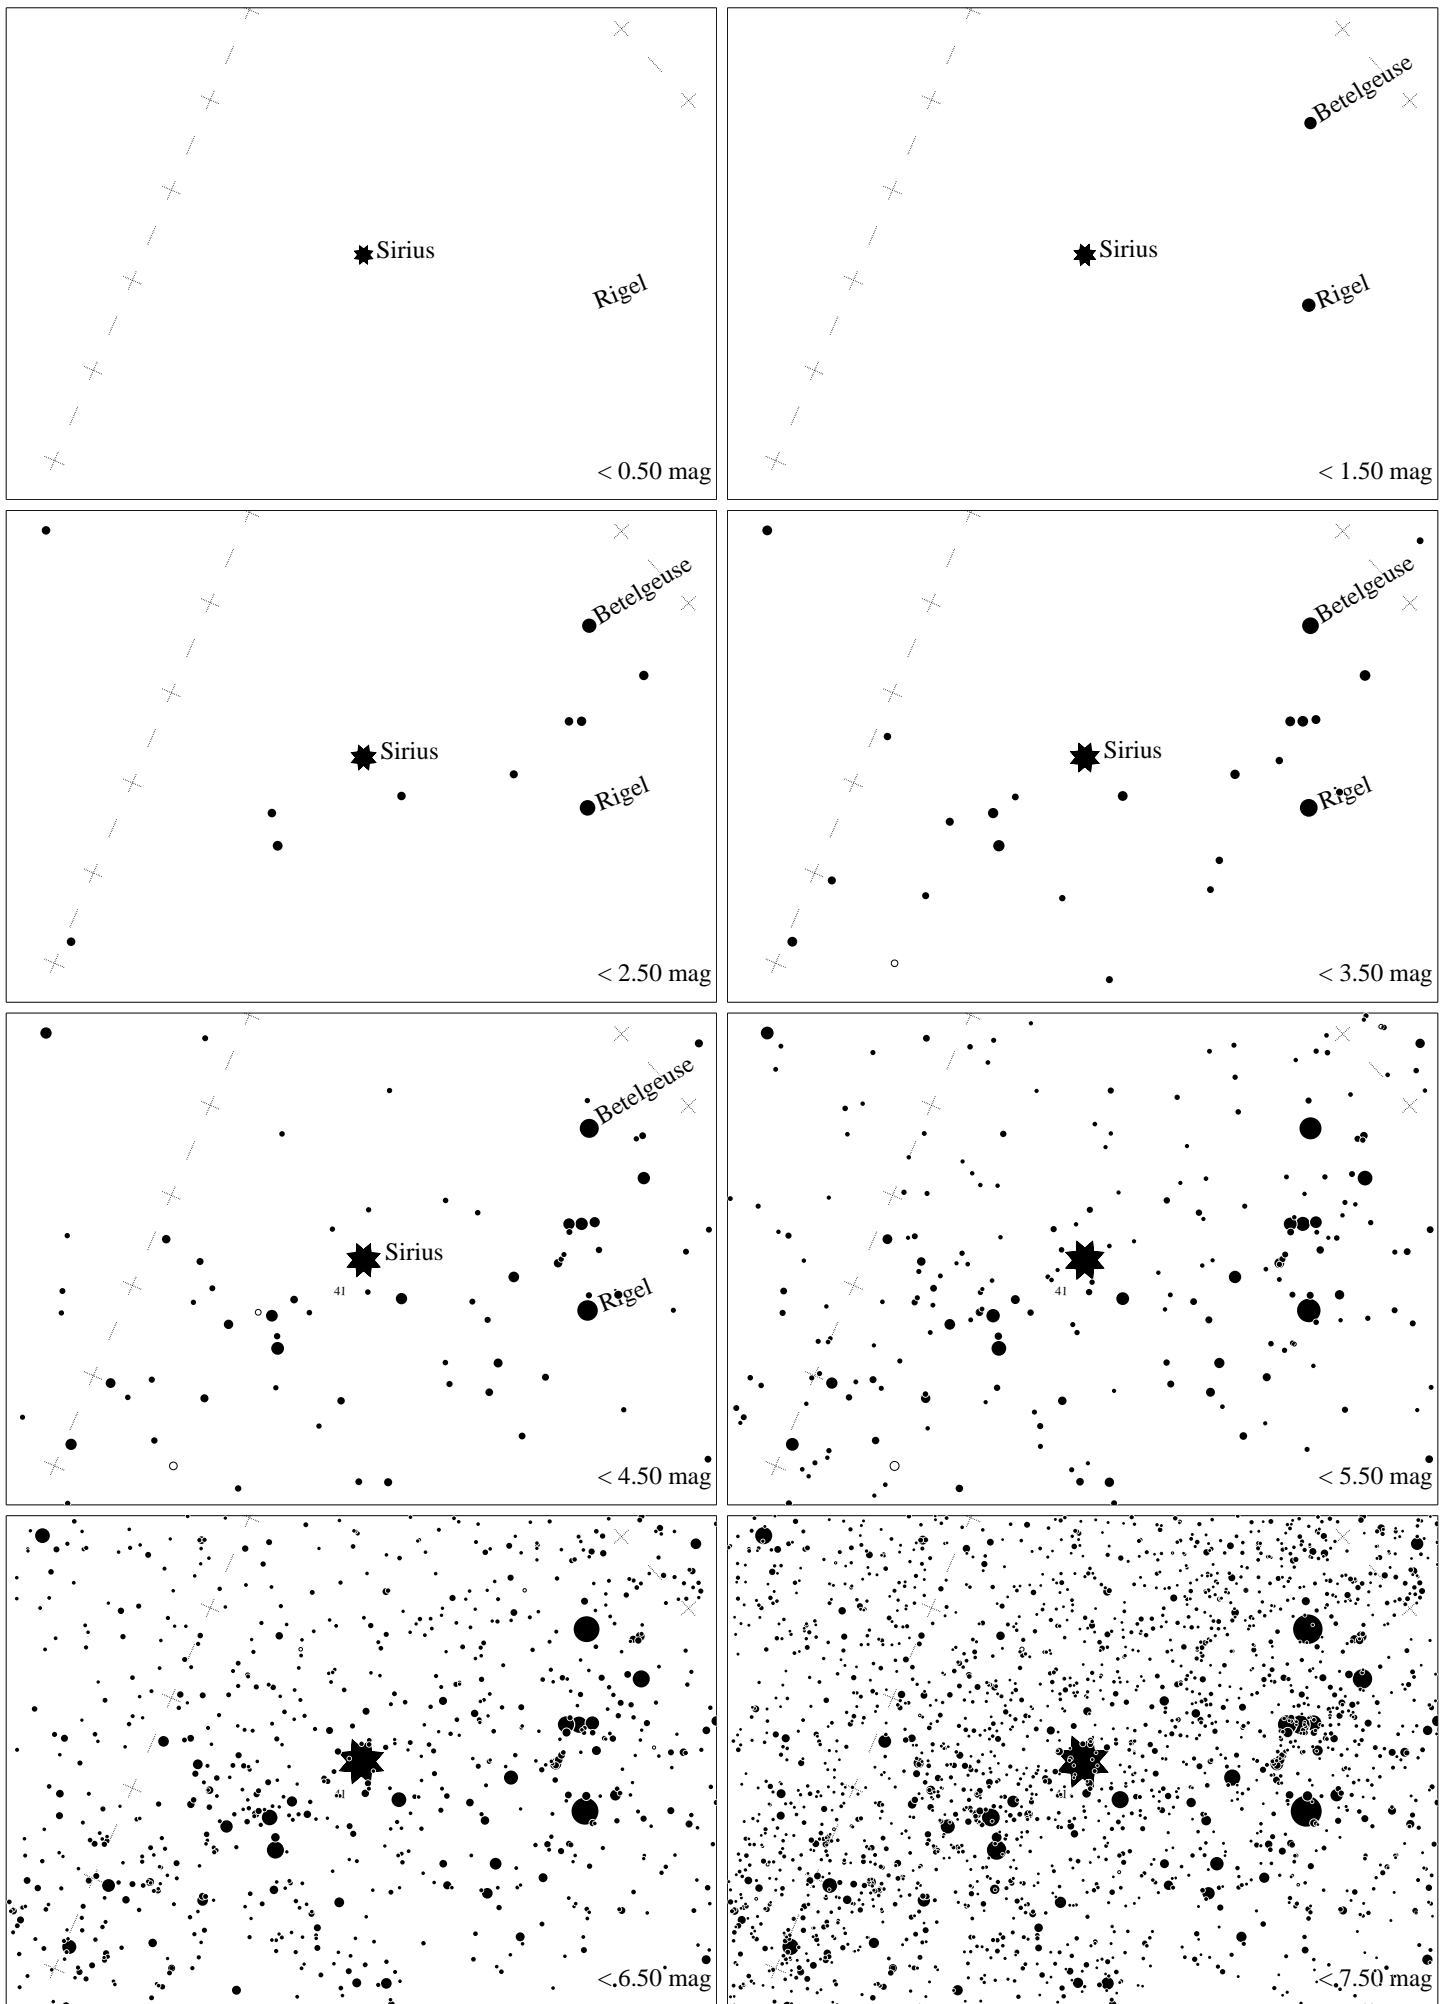 Sirius
Rigel
< 0.50 mag
Betelgeuse
Sirius
Rigel
< 1.50 mag
Betelgeuse
Sirius
Rigel
< 2.50 mag
Betelgeuse
Sirius
Rigel
< 3.50 mag
Betelgeuse
Sirius
41
Rigel
< 4.50 mag
41
< 5.50 mag
41
< 6.50 mag
61
< 7.50 mag